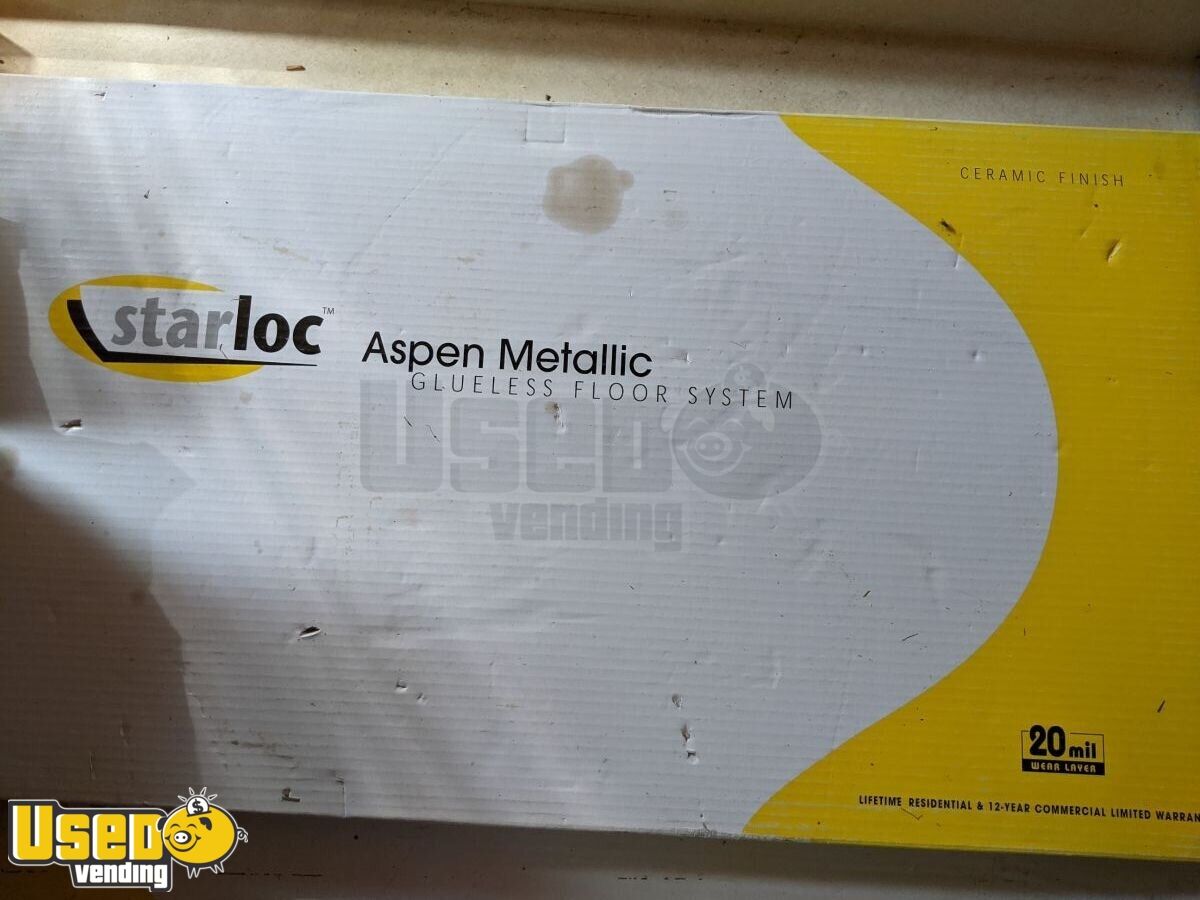 CERAMIC FINISH
starloc™
Aspen Metallic
GLUELESS FLOOR SYSTEM
Used
vending
20 mil
WEAR LAYER
LIFETIME RESIDENTIAL & 12-YEAR COMMERCIAL LIMITED WARRAN
Used
vending
$